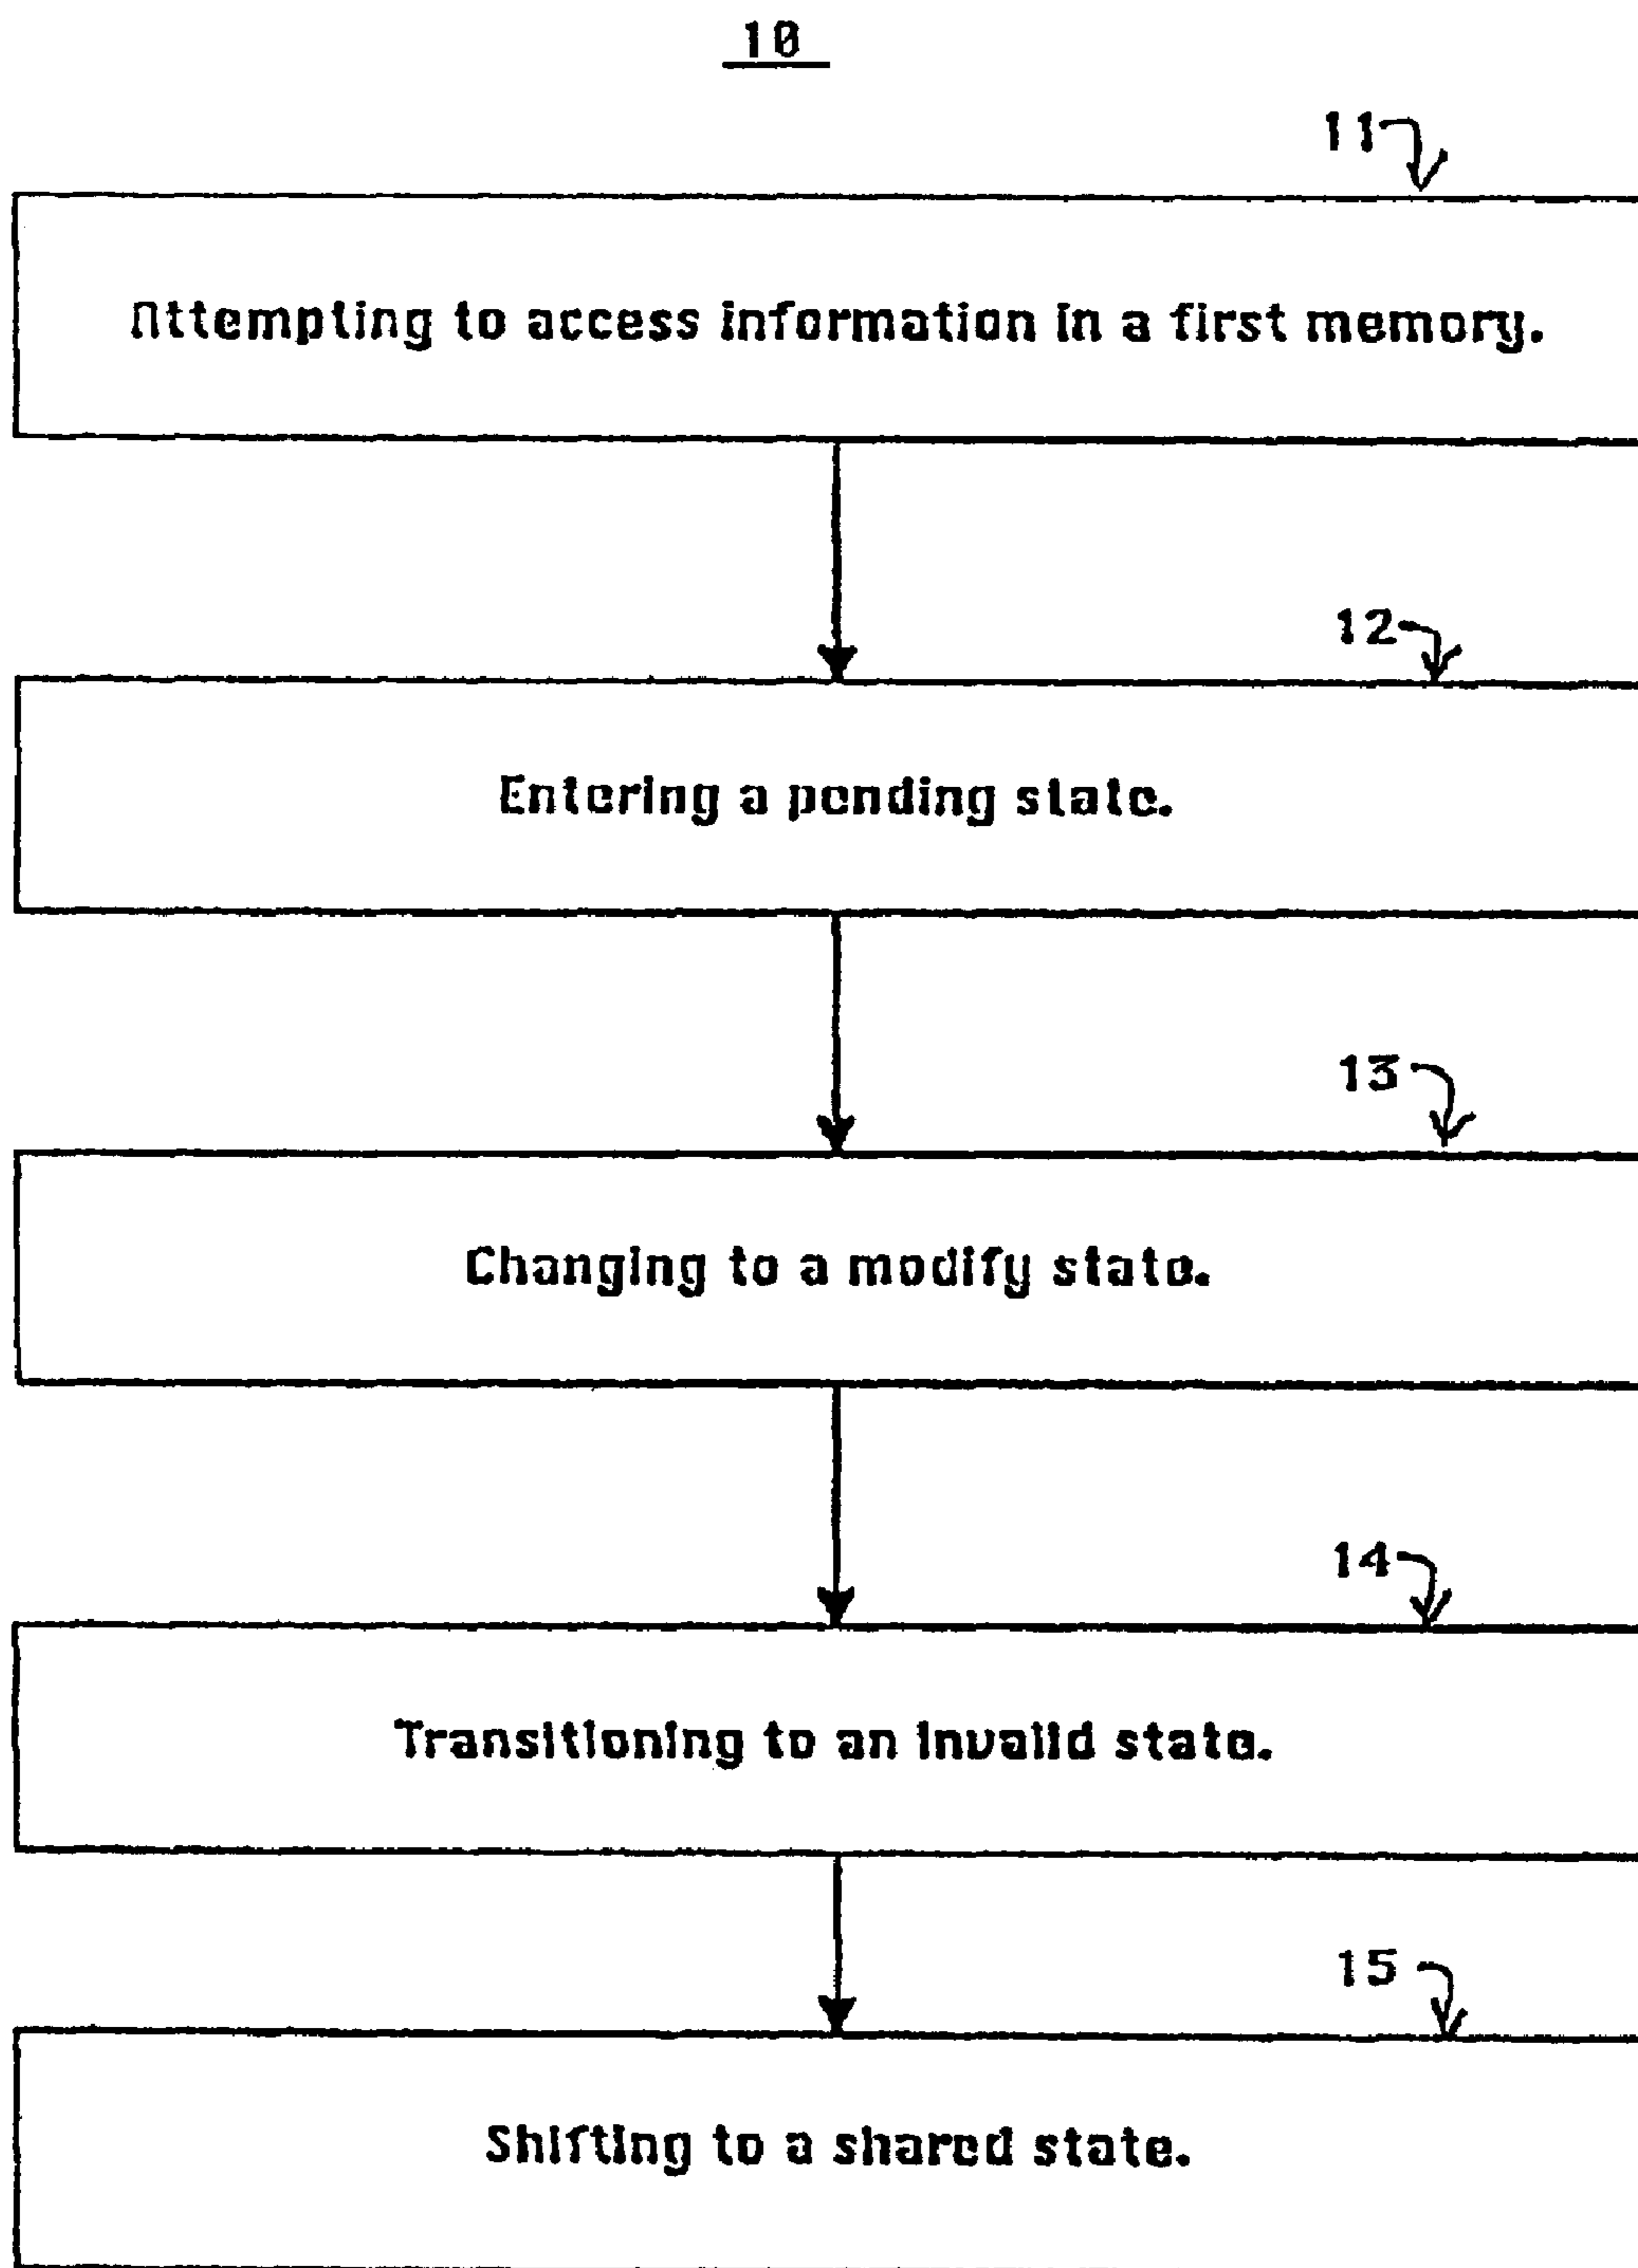 10
11
Attempting to access information in a first memory.
12
Entering a pending state.
13
Changing to a modify state.
14
Transitioning to an invalid state.
15
Shifting to a shared state.